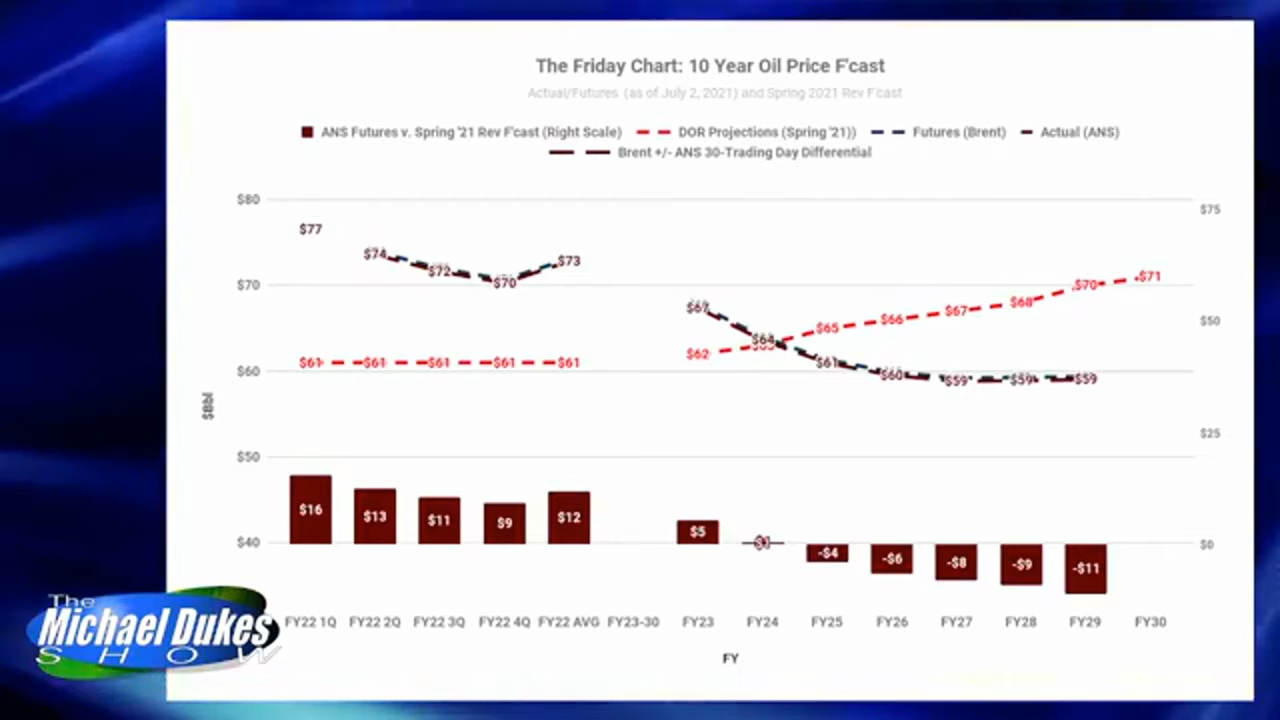 The Friday Chart: 10 Year Oil Price F'cast
Actual/Futures (as of July 2, 2021) and Spring 2021 Rev F'cast
ANS Futures v. Spring '21 Rev F'cast (Right Scale) DOR Projections (Spring '21)) Futures (Brent) Actual (ANS)
Brent +/- ANS 30-Trading Day Differential
$80
$75
$77
$74
$72
$70
$73
$70
$67
$64
$61
$60
$59
$59
$59
$62
$65
$66
$67
$68
$70
$71
$50
$61 $61 $61 $61 $61
$60
$Bbl
$25
$50
$16 $13 $11 $9 $12 $5 -$4 -$6 -$8 -$9 -$11
$40
$0
FY22 1Q FY22 2Q FY22 3Q FY22 4Q FY22 AVG FY23-30 FY23 FY24 FY25 FY26 FY27 FY28 FY29 FY30
FY
The
Michael Dukes
SHOW